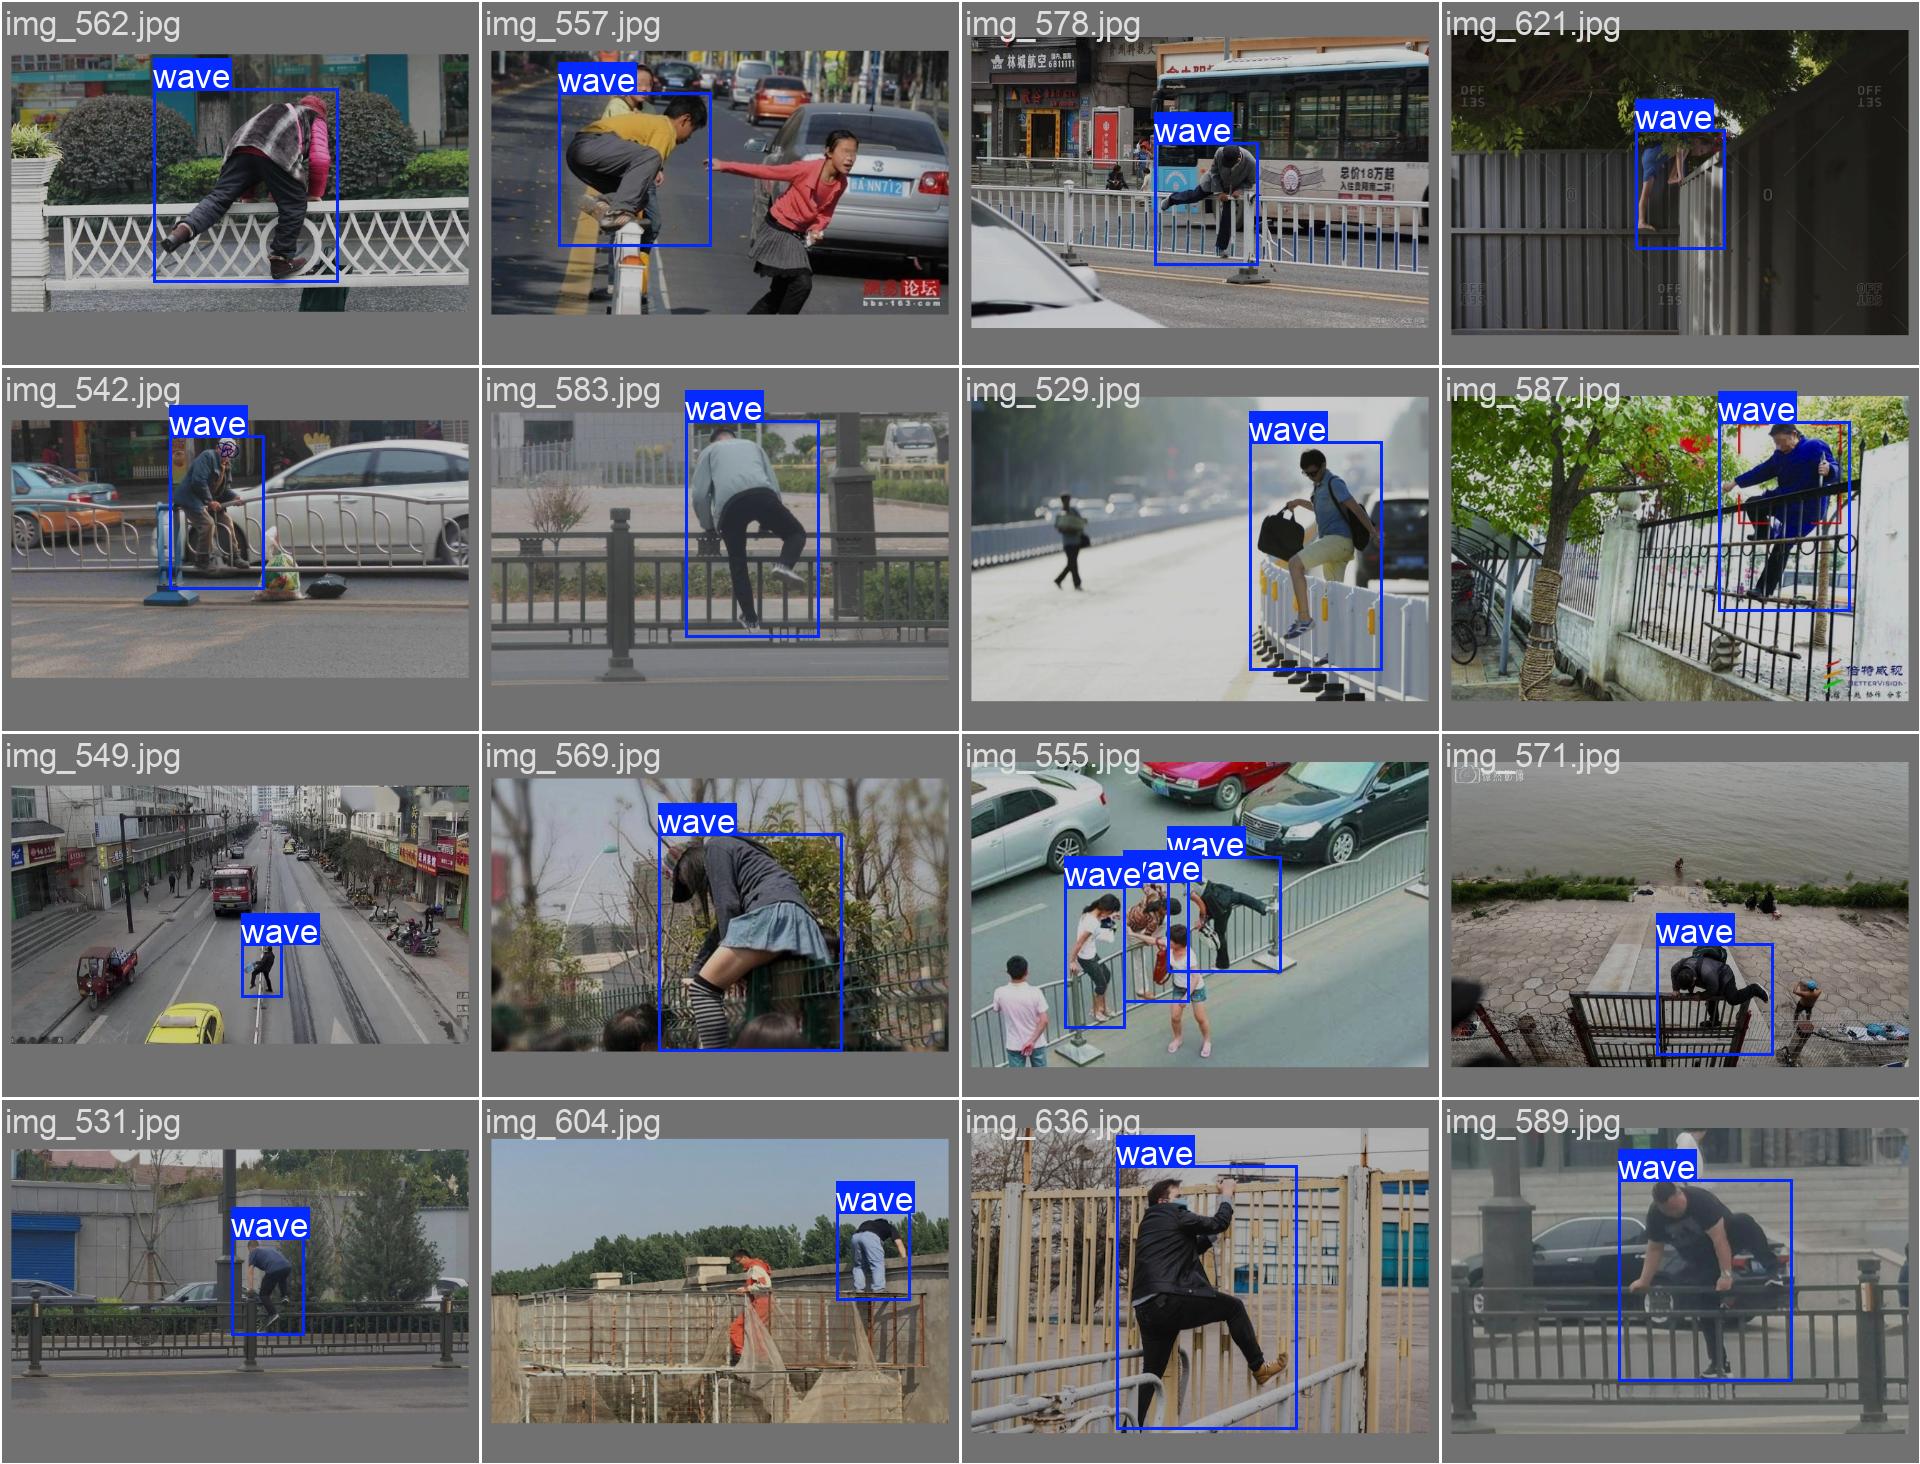 img_562.jpg
wave
img_557.jpg
wave
NN712
论坛
bbs·163·com
img_578.jpg
林城航空
6811111
wave
总价18万起
入住贵阳南二环!
img_621.jpg
wave
img_542.jpg
wave
img_583.jpg
wave
img_529.jpg
wave
img_587.jpg
wave
倍特威视
BETTERVISION
img_549.jpg
wave
img_569.jpg
wave
img_555.jpg
wave
wave
wave
img_571.jpg
wave
img_531.jpg
wave
img_604.jpg
wave
img_636.jpg
wave
img_589.jpg
wave